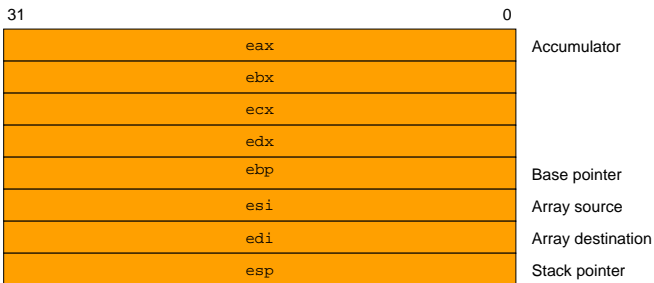 31 0
eax Accumulator
ebx
ecx
edx
ebp Base pointer
esi Array source
edi Array destination
esp Stack pointer